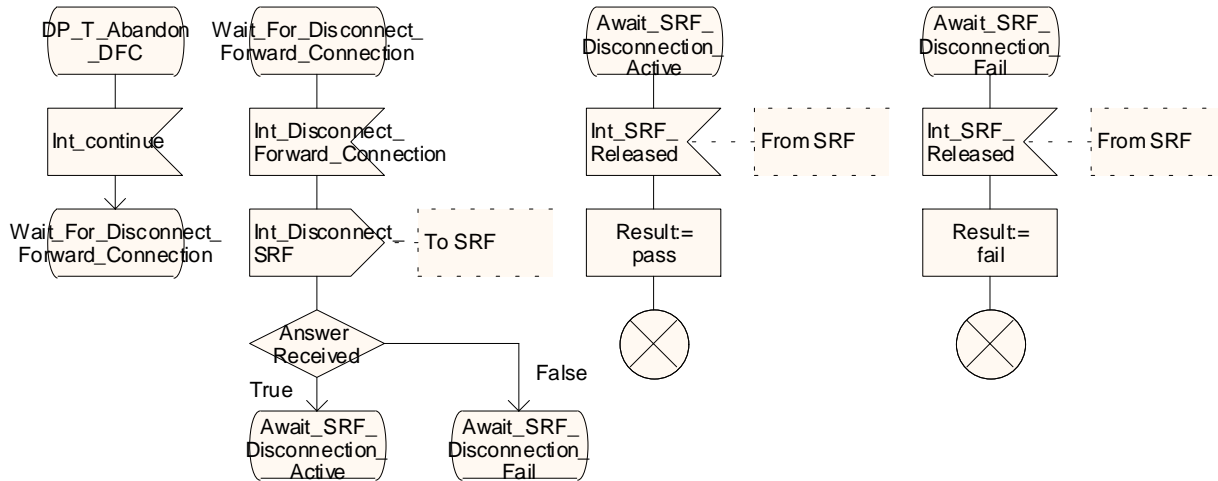 DP_T_Abandon
_DFC
Int_continue
Wait_For_Disconnect_
Forward_Connection
Wait_For_Disconnect_
Forward_Connection
Int_Disconnect_
Forward_Connection
Int_Disconnect_
SRF
To SRF
Answer
Received
True
False
Await_SRF_
Disconnection_
Active
Await_SRF_
Disconnection_
Fail
Await_SRF_
Disconnection_
Active
Int_SRF_
Released
From SRF
Result:=
pass
Await_SRF_
Disconnection_
Fail
Int_SRF_
Released
From SRF
Result:=
fail